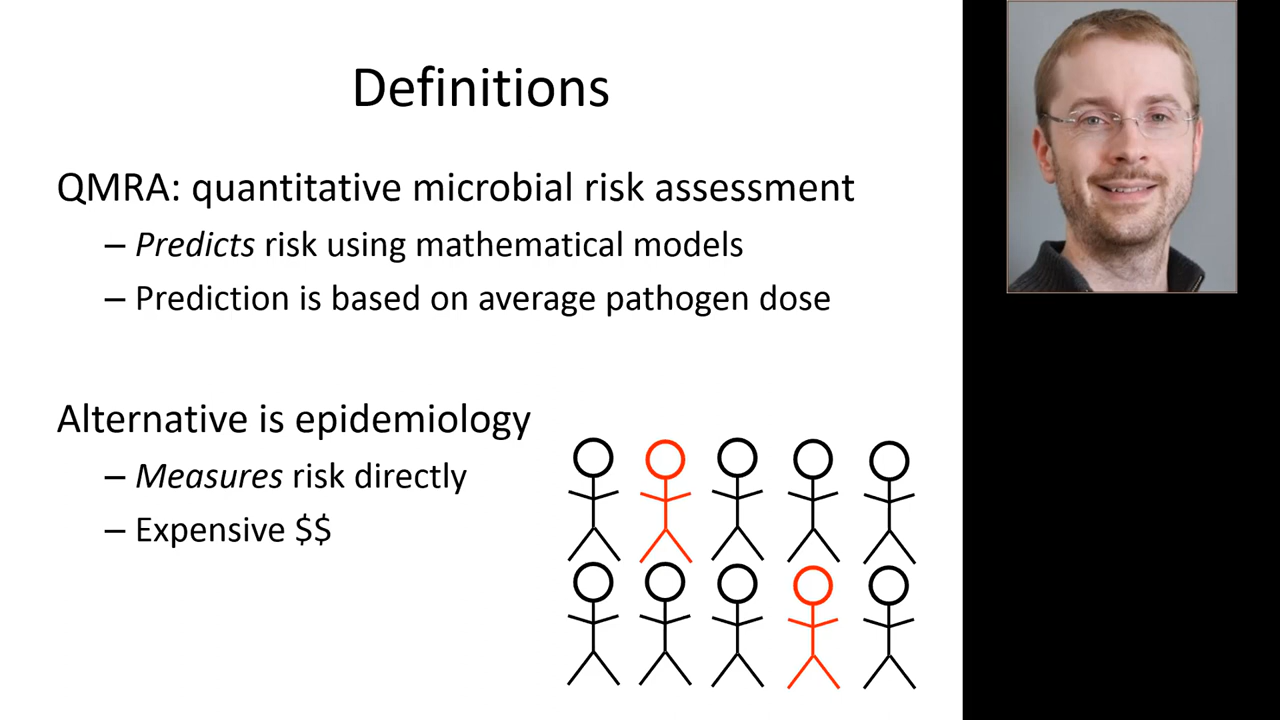 Definitions
QMRA: quantitative microbial risk assessment
– Predicts risk using mathematical models
– Prediction is based on average pathogen dose
Alternative is epidemiology
– Measures risk directly
– Expensive $$